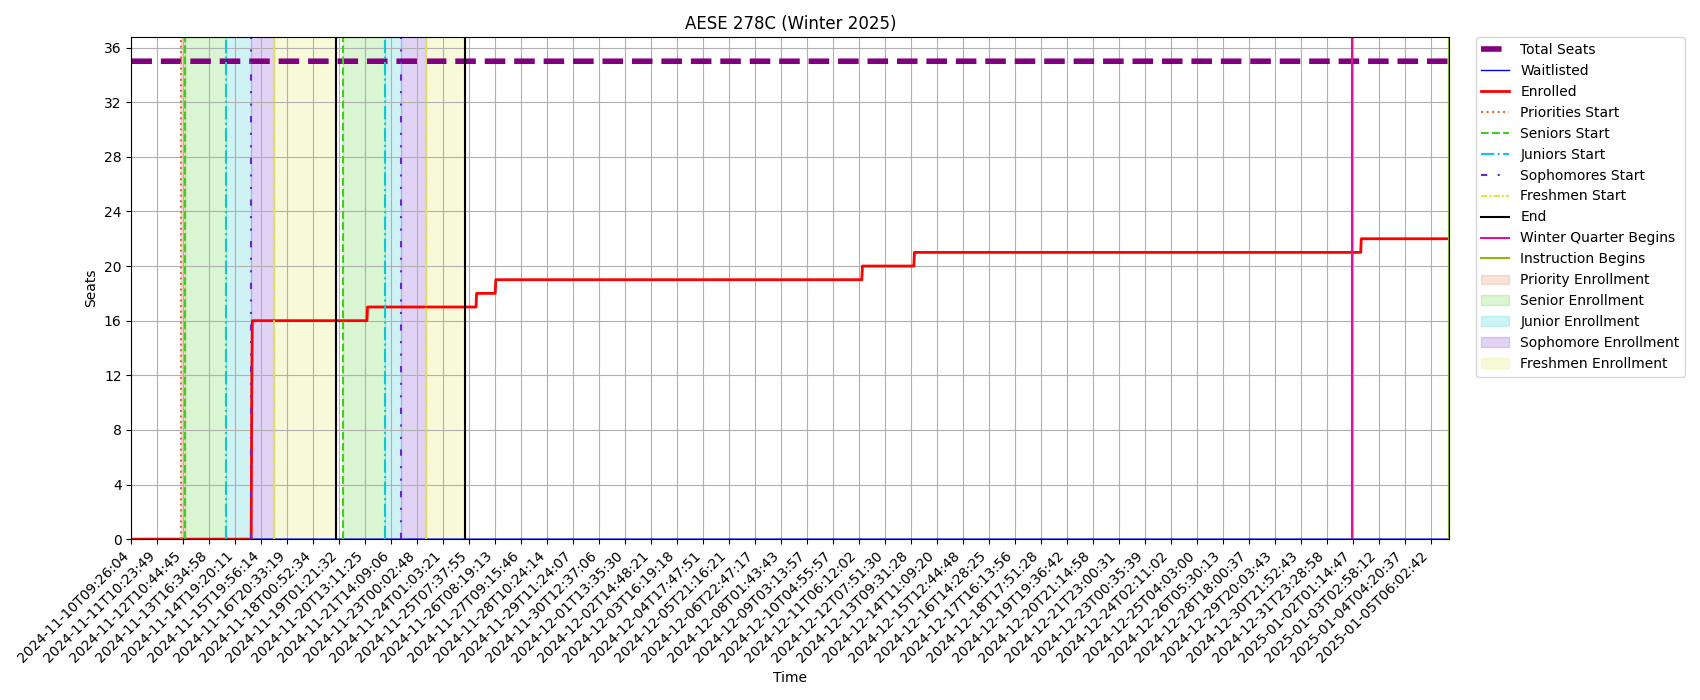 AESE 278C (Winter 2025)
Seats
36
32
28
24
20
16
12
8
4
0
2024-11-10T09:26:04
2024-11-11T10:23:49
2024-11-12T10:44:45
2024-11-13T16:34:58
2024-11-14T19:20:11
2024-11-15T19:56:14
2024-11-16T20:33:19
2024-11-18T00:52:34
2024-11-19T01:21:32
2024-11-20T13:11:25
2024-11-21T14:09:06
2024-11-23T00:02:48
2024-11-24T01:03:21
2024-11-25T07:37:55
2024-11-26T08:19:13
2024-11-27T09:15:46
2024-11-28T10:24:14
2024-11-29T11:24:07
2024-11-30T12:37:06
2024-12-01T13:35:30
2024-12-02T14:48:21
2024-12-03T16:19:18
2024-12-04T17:47:51
2024-12-05T21:16:21
2024-12-06T22:47:17
2024-12-08T01:43:43
2024-12-09T03:13:57
2024-12-10T04:55:57
2024-12-11T06:12:02
2024-12-12T07:51:30
2024-12-13T09:31:28
2024-12-14T11:09:20
2024-12-15T12:44:48
2024-12-16T14:28:25
2024-12-17T16:13:56
2024-12-18T17:51:28
2024-12-19T19:36:42
2024-12-20T21:14:58
2024-12-21T23:00:31
2024-12-23T00:35:39
2024-12-24T02:11:02
2024-12-25T04:03:00
2024-12-26T05:30:13
2024-12-28T18:00:37
2024-12-29T20:03:43
2024-12-30T21:52:43
2024-12-31T23:28:58
2025-01-02T01:14:47
2025-01-03T02:58:12
2025-01-04T04:20:37
2025-01-05T06:02:42
Time
Total Seats
Waitlisted
Enrolled
Priorities Start
Seniors Start
Juniors Start
Sophomores Start
Freshmen Start
End
Winter Quarter Begins
Instruction Begins
Priority Enrollment
Senior Enrollment
Junior Enrollment
Sophomore Enrollment
Freshmen Enrollment